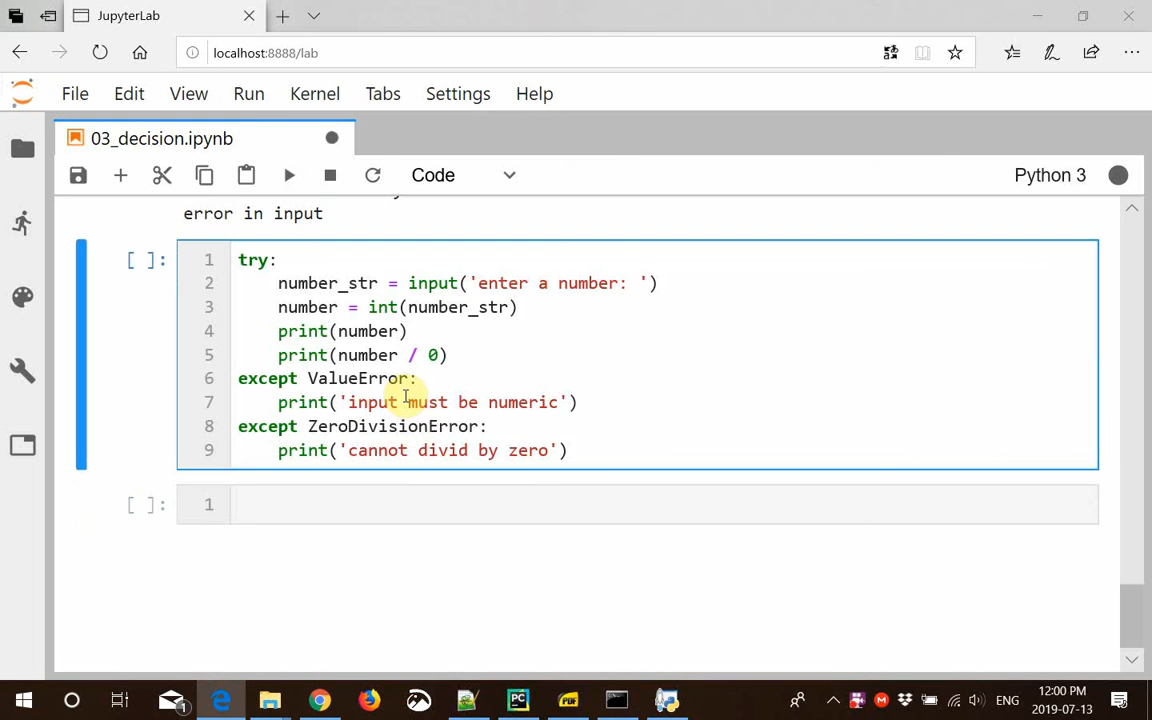 JupyterLab
localhost:8888/lab
File Edit View Run Kernel Tabs Settings Help
03_decision.ipynb
Code Python 3
error in input
[ ]:
1 try:
2 number_str = input('enter a number: ')
3 number = int(number_str)
4 print(number)
5 print(number / 0)
6 except ValueError:
7 print('input must be numeric')
8 except ZeroDivisionError:
9 print('cannot divid by zero')
[ ]: 1
1 PC PDF ENG 12:00 PM
2019-07-13